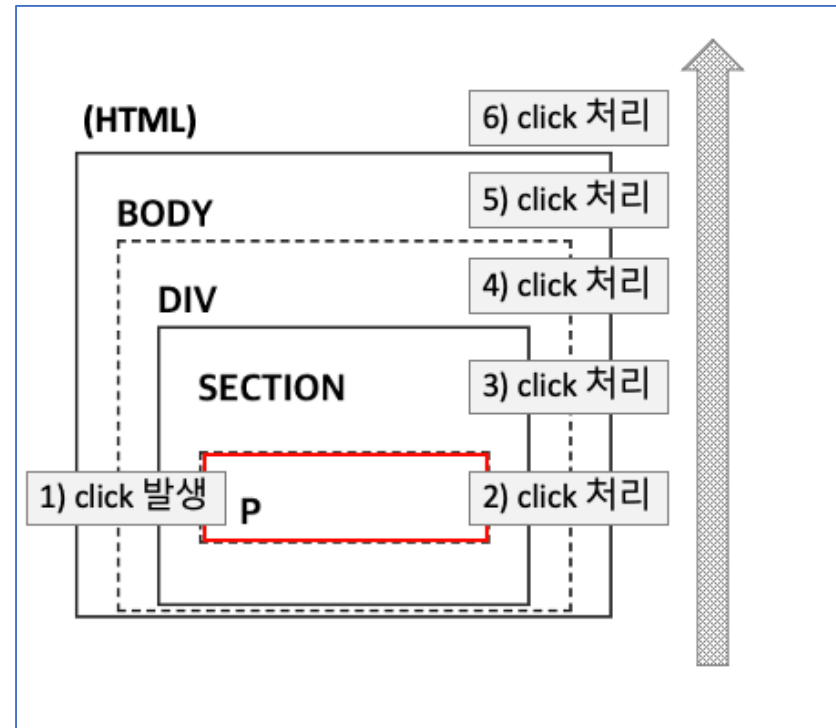 (HTML)
6) click 처리
BODY
5) click 처리
DIV
4) click 처리
SECTION
3) click 처리
1) click 발생
P
2) click 처리